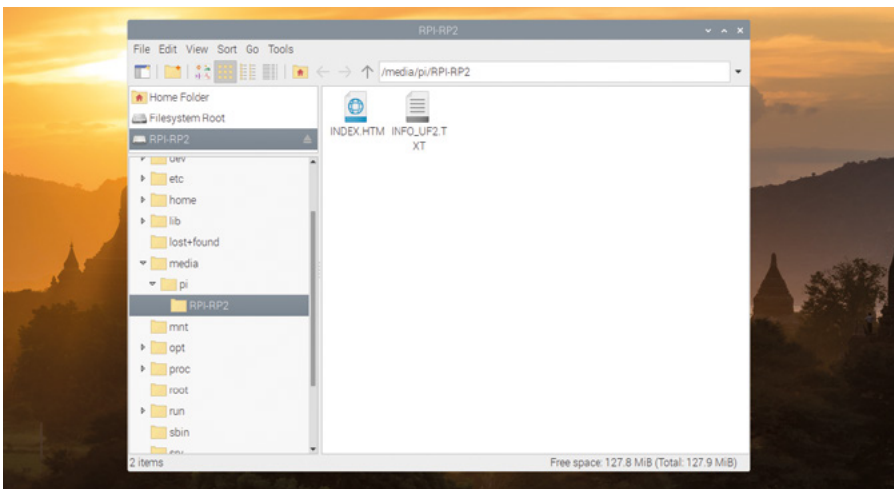 RPI-RP2
File Edit View Sort Go Tools
/media/pi/RPI-RP2
Home Folder
Filesystem Root
RPI-RP2
dev
etc
home
lib
lost+found
media
pi
RPI-RP2
mnt
opt
proc
root
run
sbin
INDEX.HTM INFO_UF2.T
XT
2 items
Free space: 127.8 MiB (Total: 127.9 MiB)